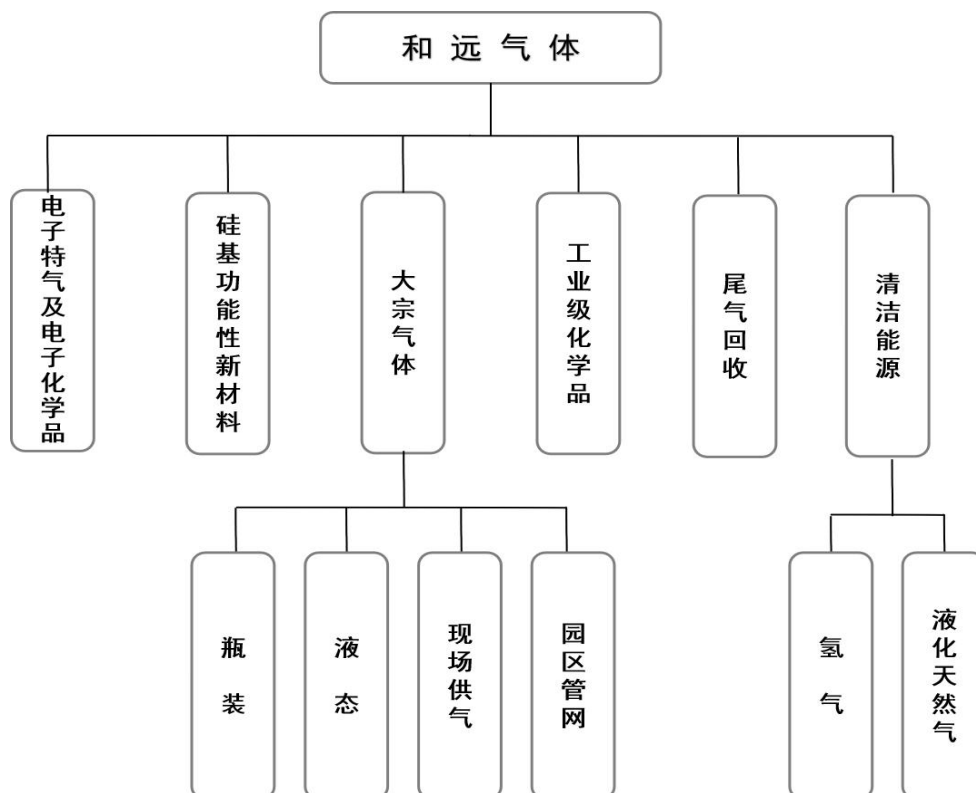 和远气体
电子特气及电子化学品
硅基功能性新材料
大宗气体
工业级化学品
尾气回收
清洁能源
瓶装
液态
现场供气
园区管网
氢气
液化天然气